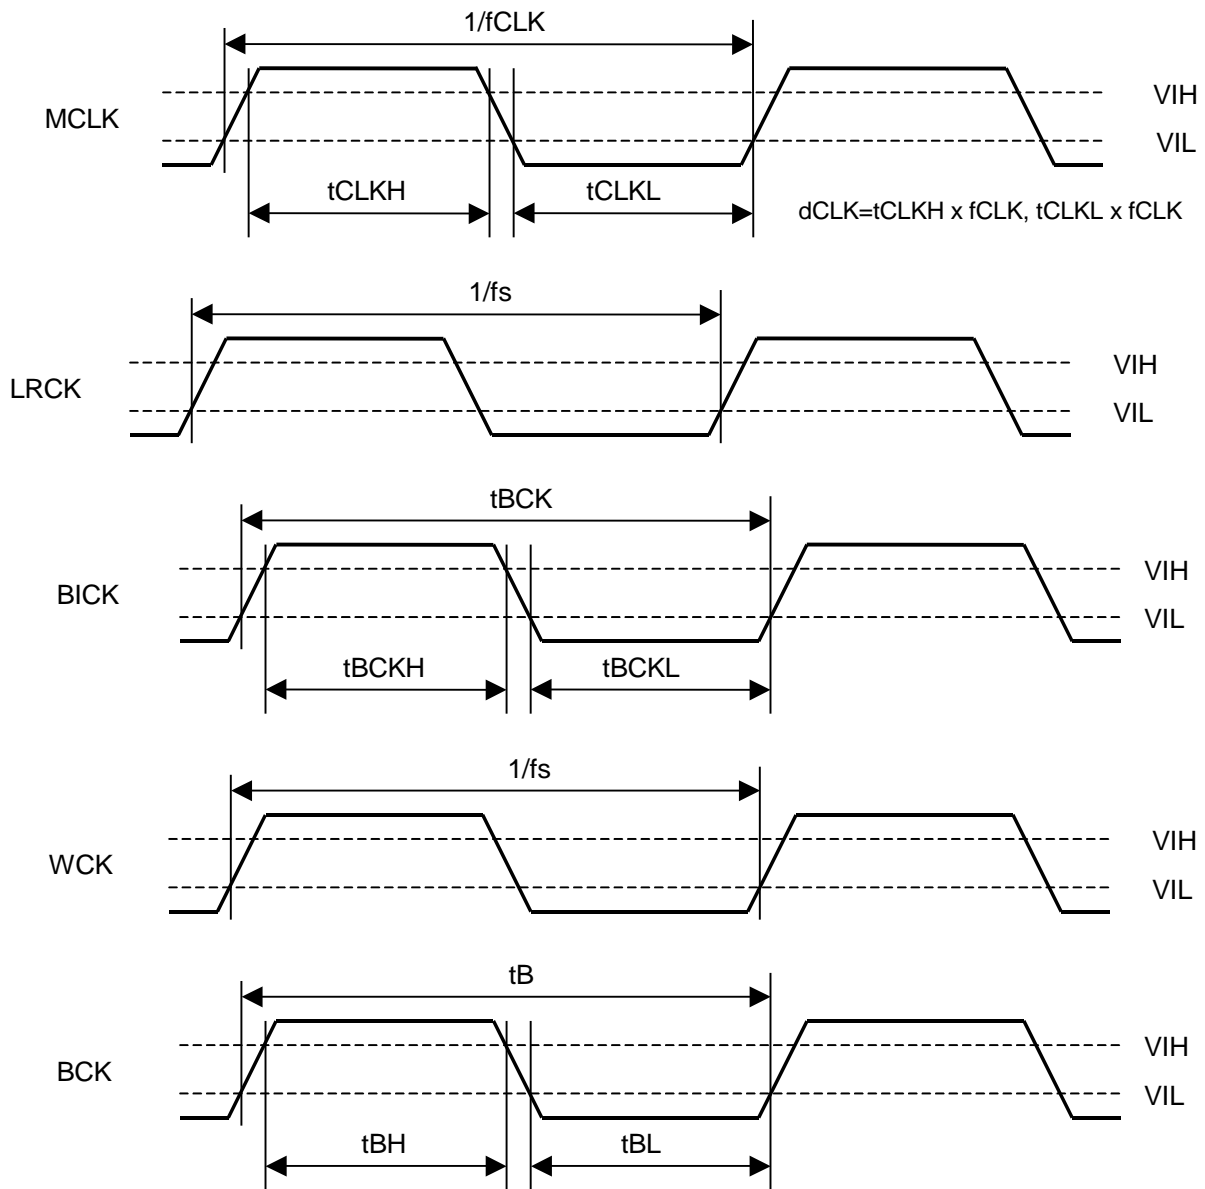 1/fCLK
MCLK
VIH
VIL
tCLKH
tCLKL
dCLK=tCLKH x fCLK, tCLKL x fCLK
1/fs
LRCK
VIH
VIL
tBCK
BICK
VIH
VIL
tBCKH
tBCKL
1/fs
WCK
VIH
VIL
tB
BCK
VIH
VIL
tBH
tBL